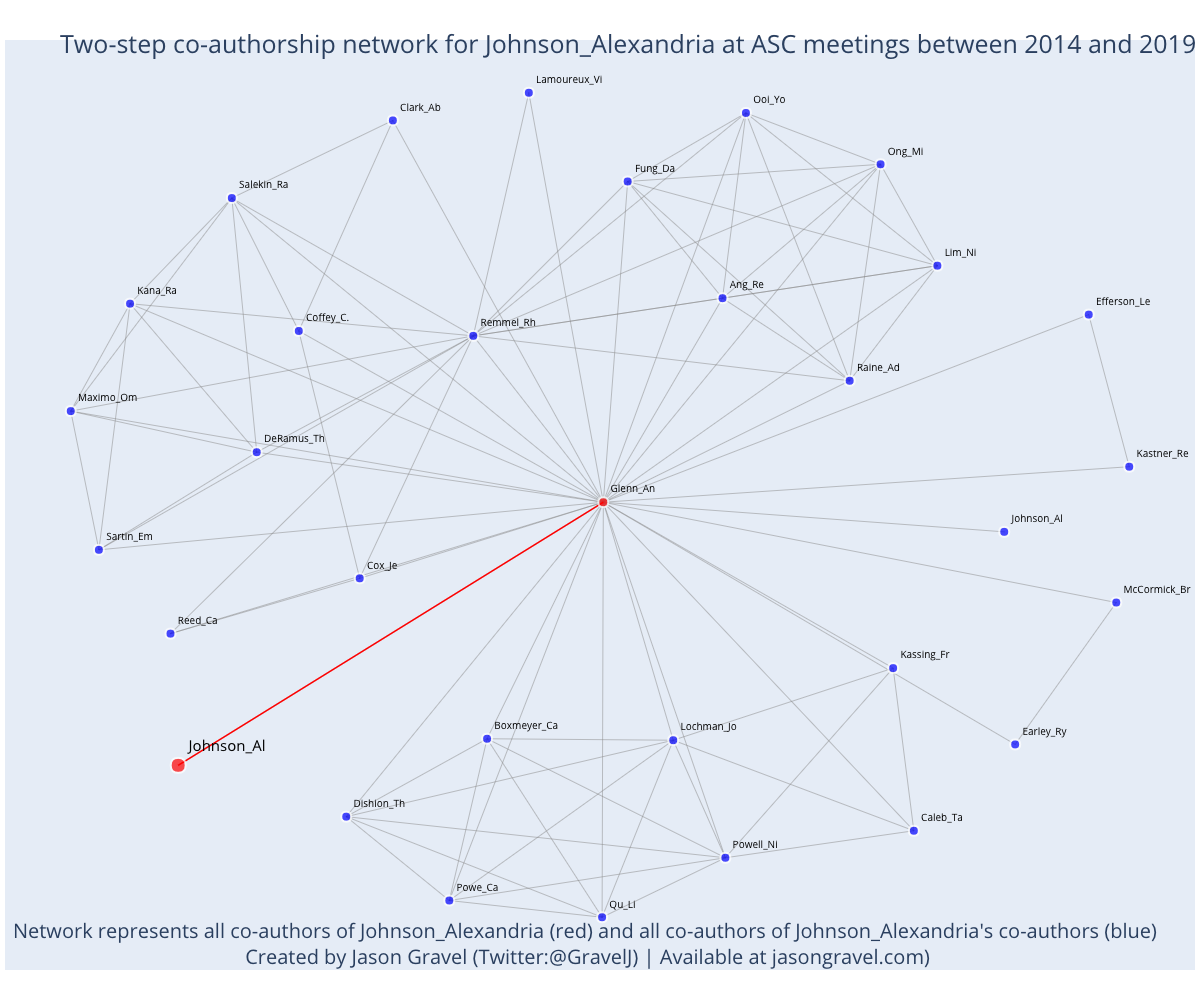 Two-step co-authorship network for Johnson_Alexandria at ASC meetings between 2014 and 2019
Lamoureux_Vi
Ooi_Yo
Clark_Ab
Ong_Mi
Fung_Da
Salekin_Ra
Lim_Ni
Ang_Re
Kana_Ra
Efferson_Le
Coffey_C.
Remmel_Rh
Raine_Ad
Maximo_Om
DeRamus_Th
Kastner_Re
Glenn_An
Johnson_Al
Sartin_Em
Cox_Je
McCormick_Br
Reed_Ca
Kassing_Fr
Boxmeyer_Ca
Lochman_Jo
Earley_Ry
Johnson_Al
Dishion_Th
Caleb_Ta
Powell_Ni
Powe_Ca
Qu_LI
Network represents all co-authors of Johnson_Alexandria (red) and all co-authors of Johnson_Alexandria's co-authors (blue)
Created by Jason Gravel (Twitter:@GravelJ) | Available at jasongravel.com)